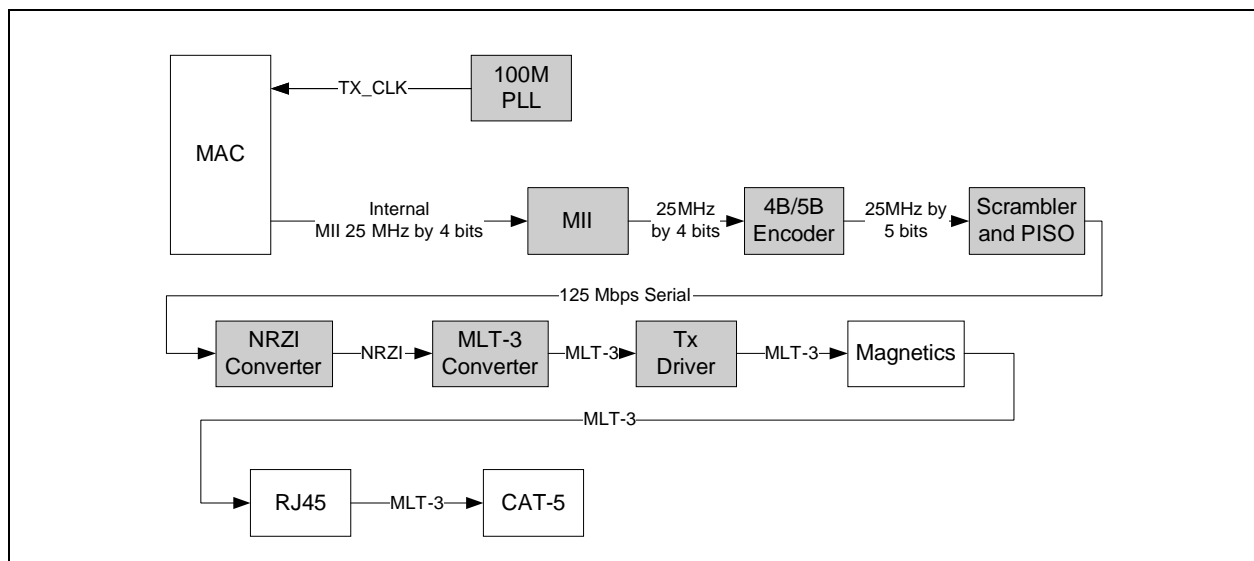 100M
PLL
TX_CLK
MAC
Internal
MII 25 MHz by 4 bits
MII
25MHz
by 4 bits
4B/5B
Encoder
25MHz by
5 bits
Scrambler
and PISO
125 Mbps Serial
NRZI
Converter
NRZI
MLT-3
Converter
MLT-3
Tx
Driver
MLT-3
Magnetics
MLT-3
RJ45
MLT-3
CAT-5